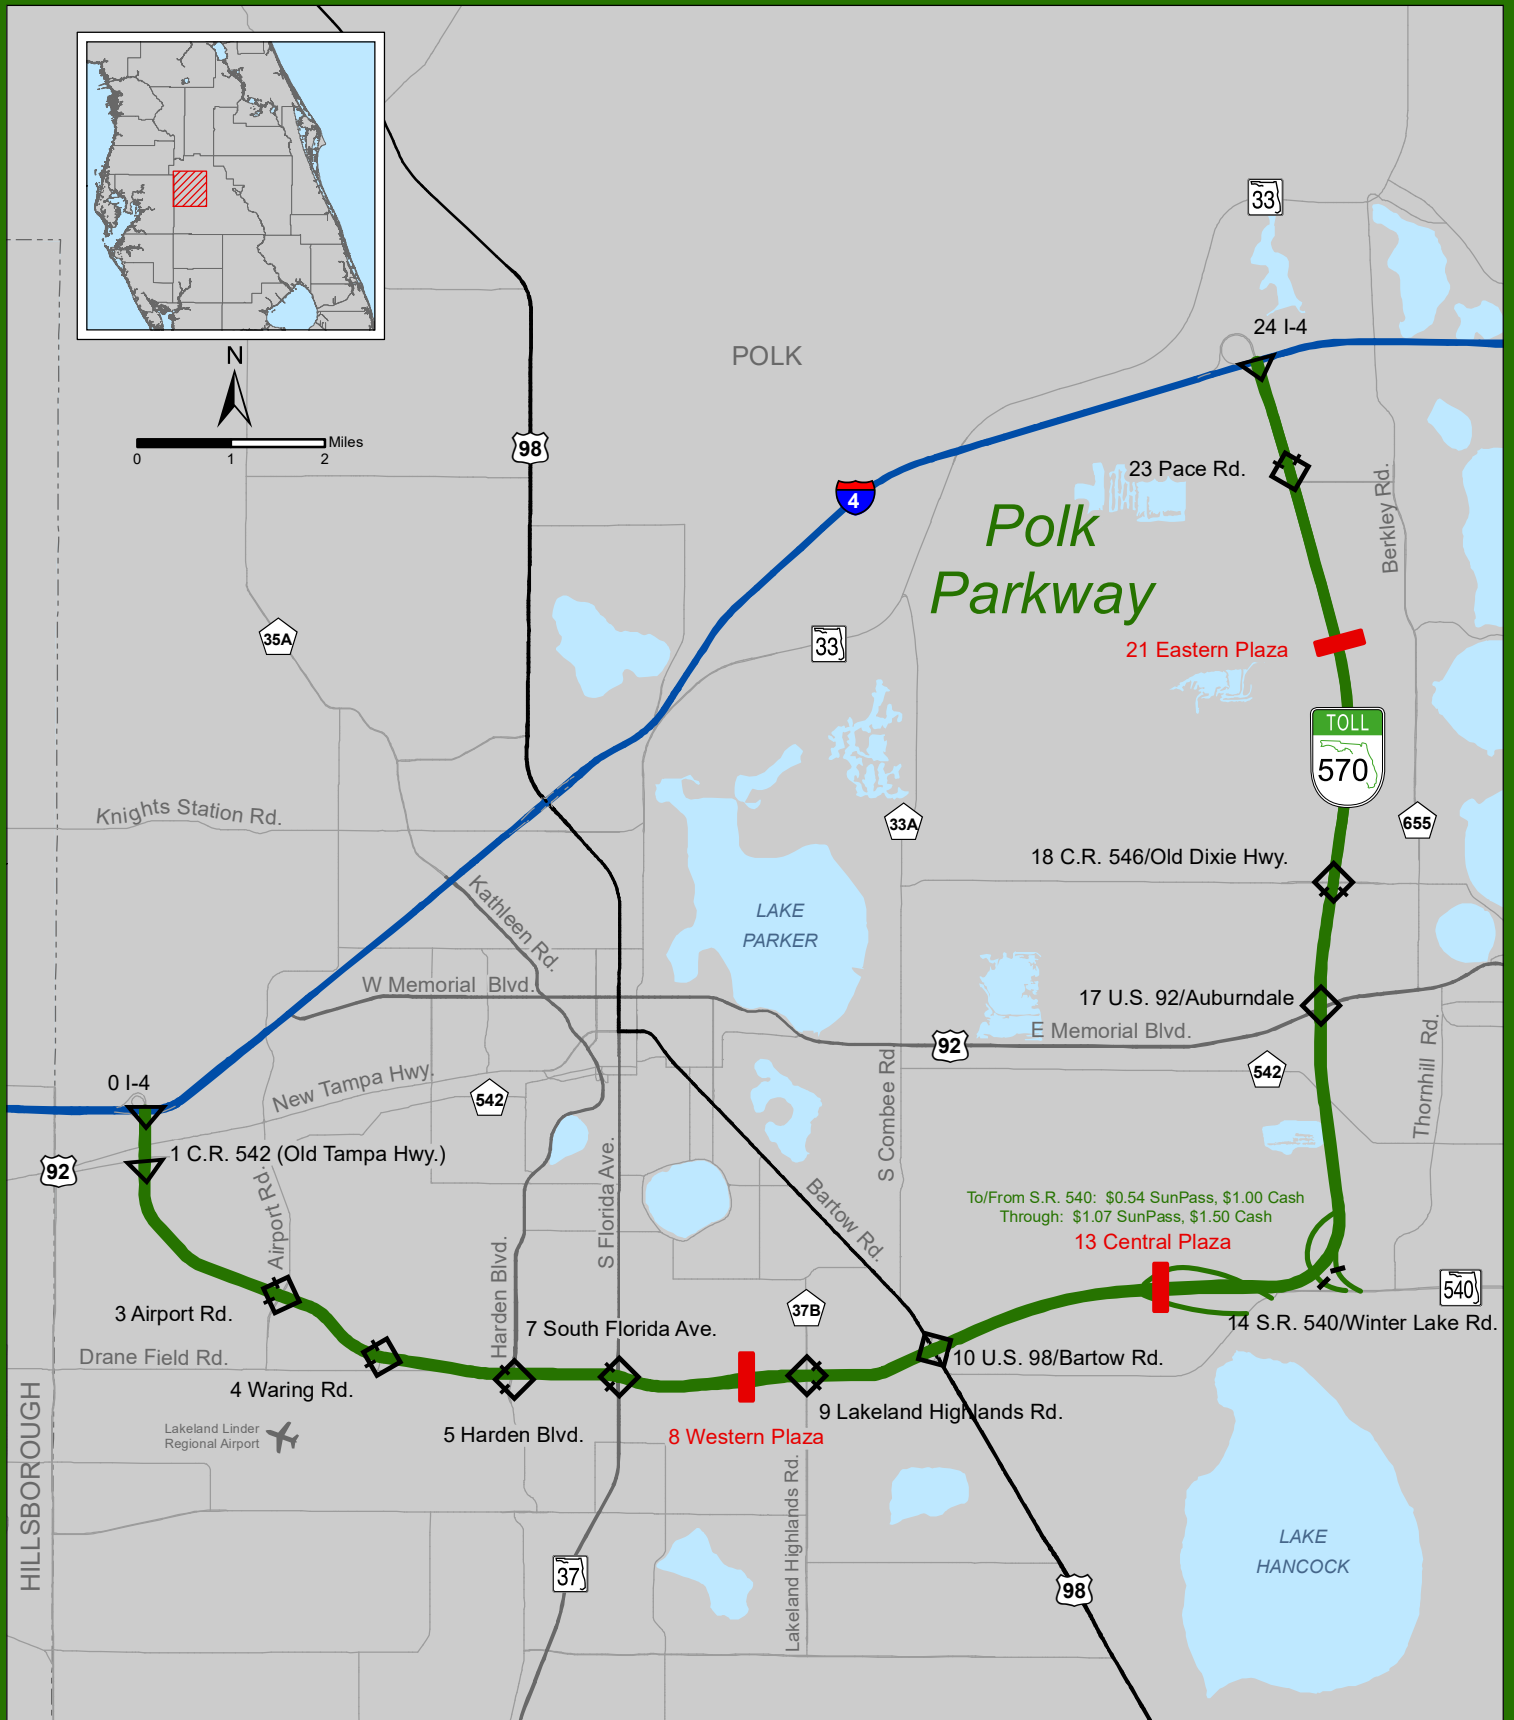 33
N
24 I-4
POLK
Miles
0 1 2
98
23 Pace Rd.
4
Polk
Parkway
Berkley Rd.
35A
33
21 Eastern Plaza
TOLL
570
Knights Station Rd.
33A
655
18 C.R. 546/Old Dixie Hwy.
Kathleen Rd.
LAKE
PARKER
W Memorial Blvd.
17 U.S. 92/Auburndale
E Memorial Blvd.
92
0 I-4
New Tampa Hwy.
542
S Combee Rd
542
Thornhill Rd.
92
1 C.R. 542 (Old Tampa Hwy.)
Airport Rd.
S Florida Ave.
Bartow Rd.
To/From S.R. 540: $0.54 SunPass, $1.00 Cash
Through: $1.07 SunPass, $1.50 Cash
13 Central Plaza
Harden Blvd.
37B
540
3 Airport Rd.
7 South Florida Ave.
14 S.R. 540/Winter Lake Rd.
Drane Field Rd.
10 U.S. 98/Bartow Rd.
4 Waring Rd.
9 Lakeland Highlands Rd.
Lakeland Linder
Regional Airport
5 Harden Blvd.
8 Western Plaza
HILLSBOROUGH
Lakeland Highlands Rd.
LAKE
HANCOCK
37
98